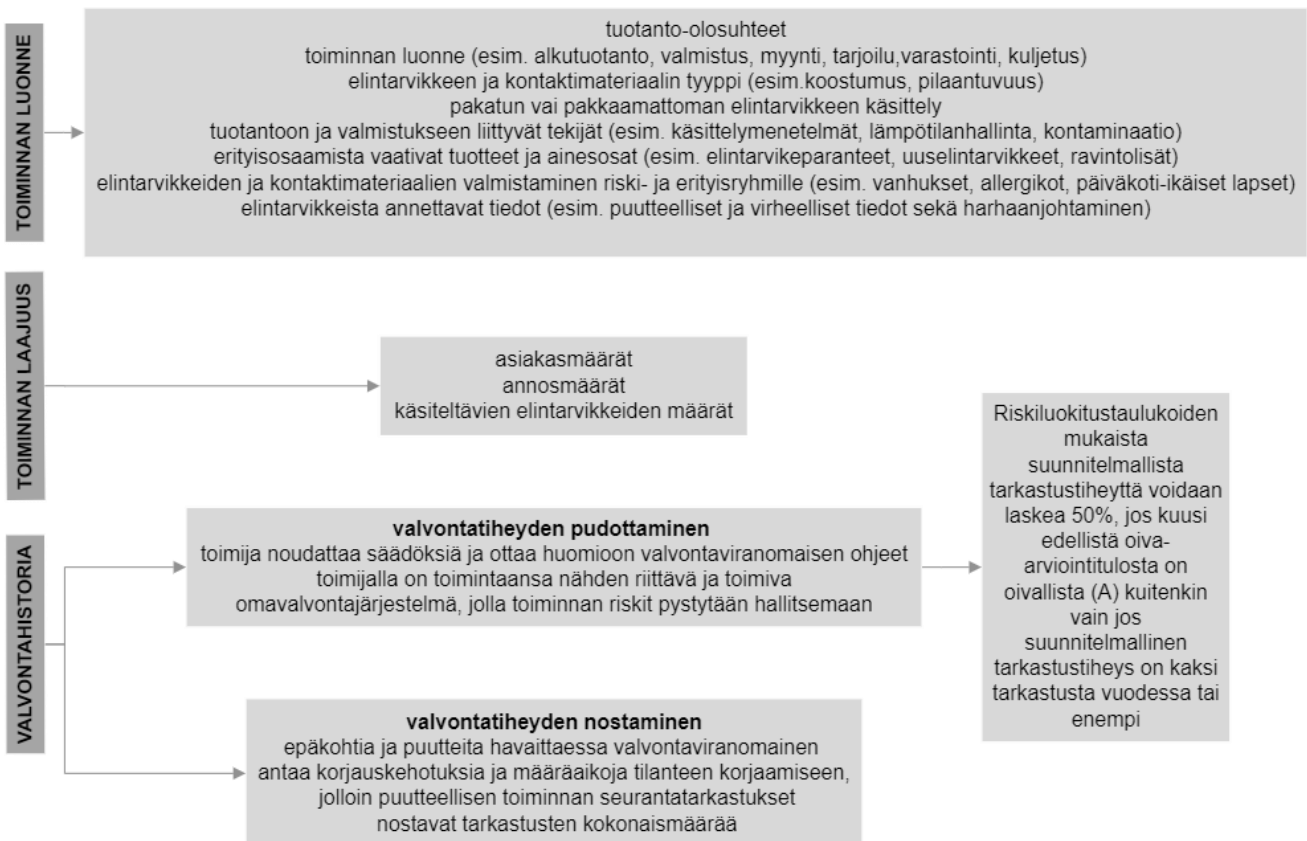 TOIMINNAN LUONNE
tuotanto-olosuhteet
toiminnan luonne (esim. alkutuotanto, valmistus, myynti, tarjoilu,varastointi, kuljetus)
elintarvikkeen ja kontaktimateriaalin tyyppi (esim.koostumus, pilaantuvuus)
pakatun vai pakkaamattoman elintarvikkeen käsittely
tuotantoon ja valmistukseen liittyvät tekijät (esim. käsittelymenetelmät, lämpötilanhallinta, kontaminaatio)
erityisosaamista vaativat tuotteet ja ainesosat (esim. elintarvikeparanteet, uuselintarvikkeet, ravintolisät)
elintarvikkeiden ja kontaktimateriaalien valmistaminen riski- ja erityisryhmille (esim. vanhukset, allergikot, päiväkoti-ikäiset lapset)
elintarvikkeista annettavat tiedot (esim. puutteelliset ja virheelliset tiedot sekä harhaanjohtaminen)
TOIMINNAN LAAJUUS
asiakasmäärät
annosmäärät
käsiteltävien elintarvikkeiden määrät
VALVONTAHISTORIA
valvontatiheyden pudottaminen
toimija noudattaa säädöksiä ja ottaa huomioon valvontaviranomaisen ohjeet
toimijalla on toimintaansa nähden riittävä ja toimiva
omavalvontajärjestelmä, jolla toiminnan riskit pystytään hallitsemaan
Riskiluokitustaulukoiden
mukaista
suunnitelmallista
tarkastustiheyttä voidaan
laskea 50%, jos kuusi
edellistä oiva-
arviointitulosta on
oivallista (A) kuitenkin
vain jos
suunnitelmallinen
tarkastustiheys on kaksi
tarkastusta vuodessa tai
enempi
valvontatiheyden nostaminen
epäkohtia ja puutteita havaittaessa valvontaviranomainen
antaa korjauskehotuksia ja määräaikoja tilanteen korjaamiseen,
jolloin puutteellisen toiminnan seurantatarkastukset
nostavat tarkastusten kokonaismäärää